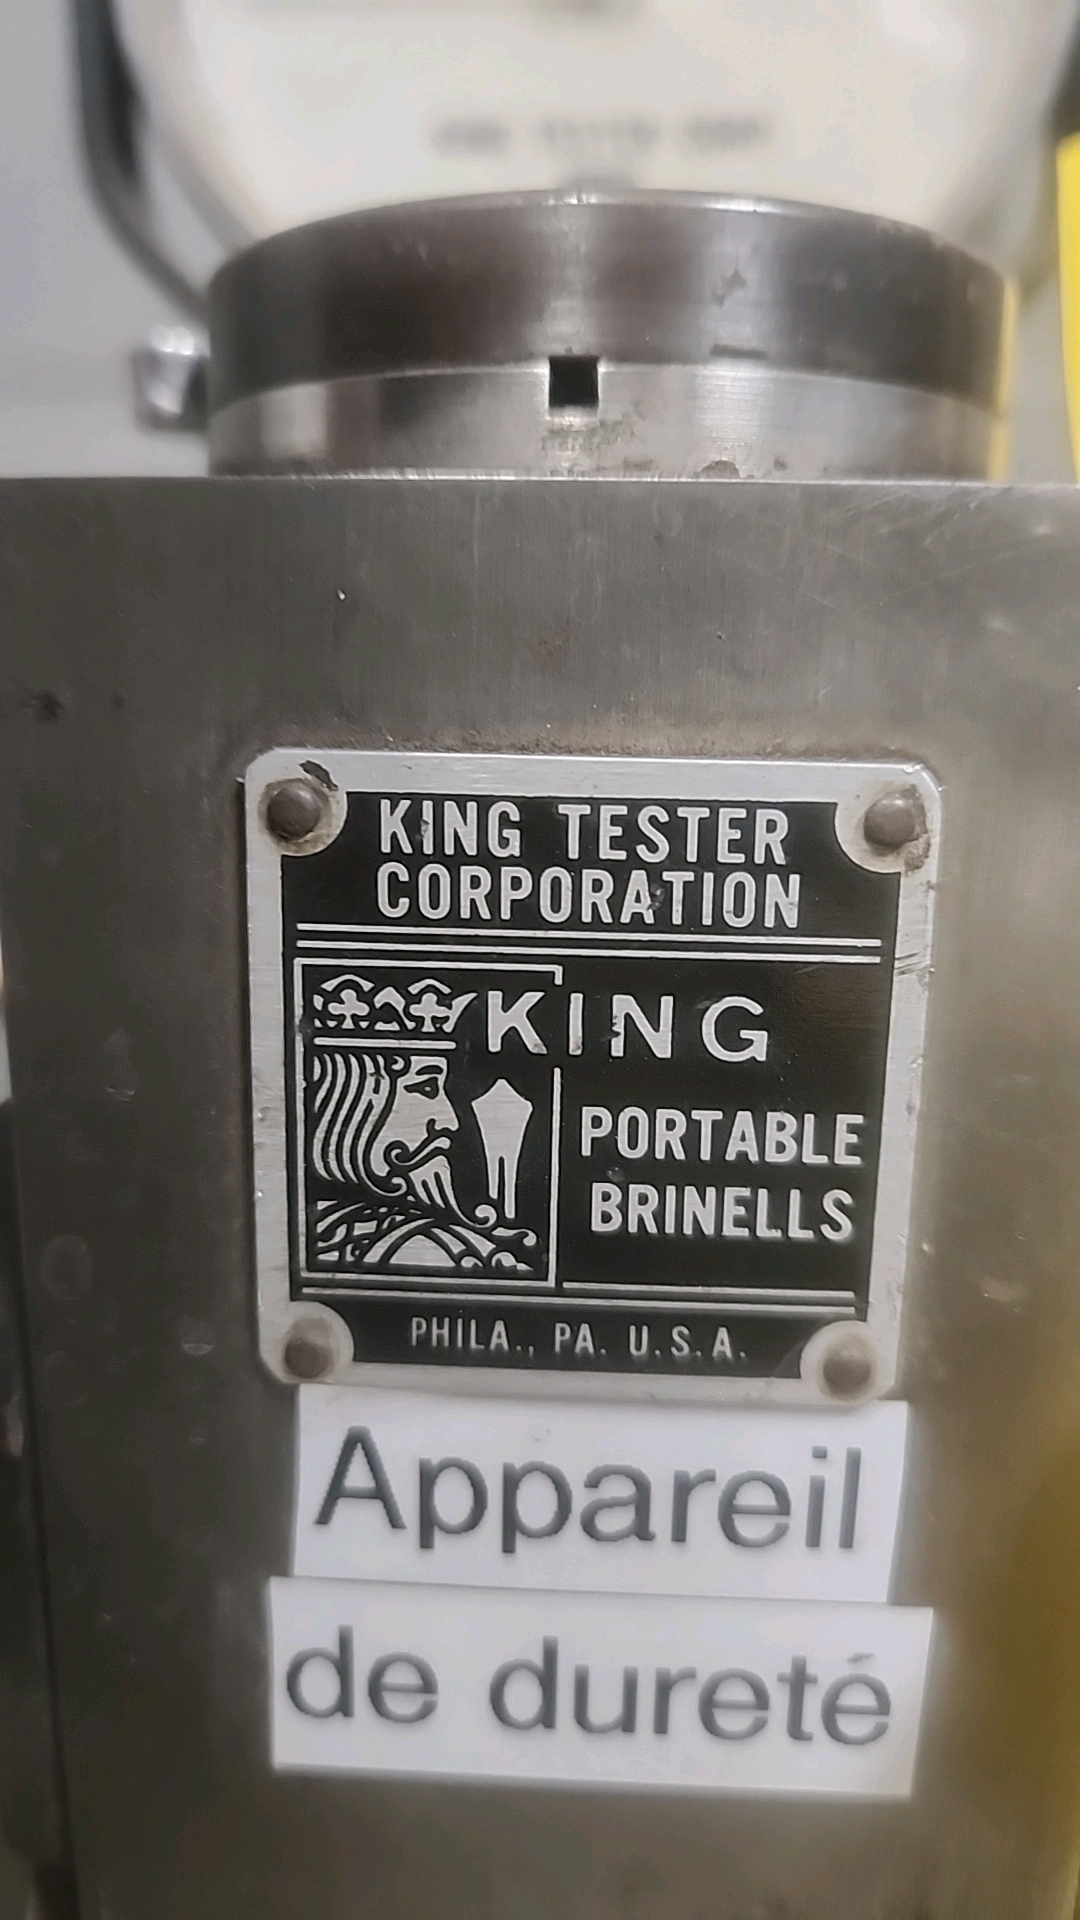 KING TESTER
CORPORATION
KING
PORTABLE
BRINELLS
PHILA., PA. U.S.A.
Appareil
de dureté